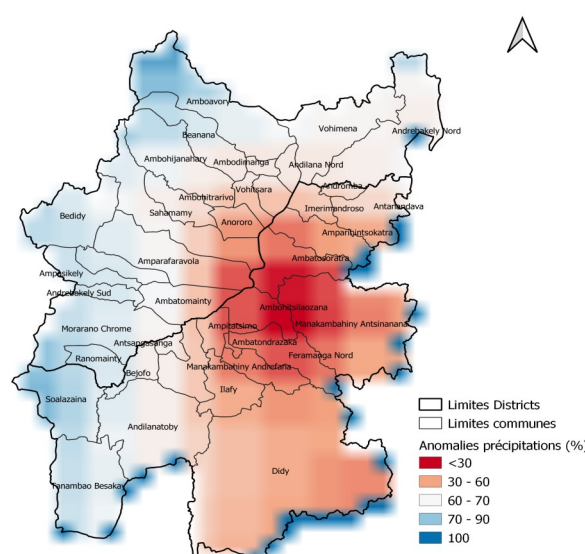 Amboavory
Vohimena
Beanana
Andrebakely Nord
Ambohijanahary
Ambodimanga
Andilana Nord
Vohitsara
Andromba
Ambohitrarivo
Imerimandroso
Antanandava
Bedidy
Sahamamy
Anororo
Amparihintsokatra
Amparafaravola
Ambatosoratra
Ampasikely
Andrebakely Sud
Ambatomainty
Ambohitsilaozana
Morarano Chrome
Ampitatsimo
Manakambahiny Antsinanana
Antsangasanga
Ambatondrazaka
Ranomainty
Feramanga Nord
Bejofo
Manakambahiny Andrefana
Soalazaina
Ilafy
Andilanatoby
Didy
Tanambao Besakay
Limites Districts
Limites communes
Anomalies précipitations (%)
<30
30 - 60
60 - 70
70 - 90
100